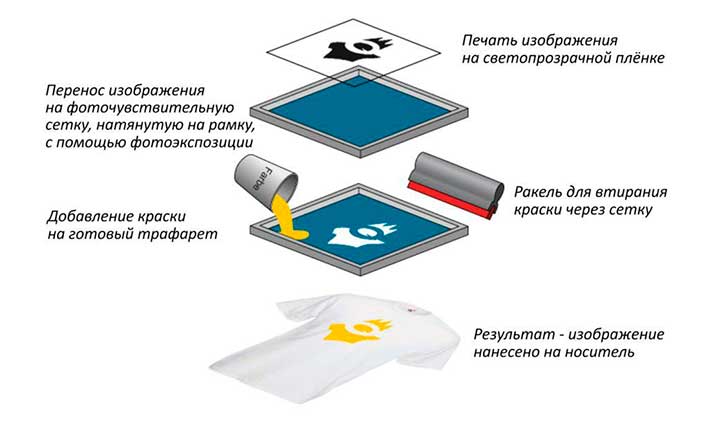 Печать изображения
на светопрозрачной плёнке
Перенос изображения
на фоточувствительную
сетку, натянутую на рамку,
с помощью фотоэкспозиции
Farbe
Ракель для втирания
краски через сетку
Добавление краски
на готовый трафарет
Результат - изображение
нанесено на носитель